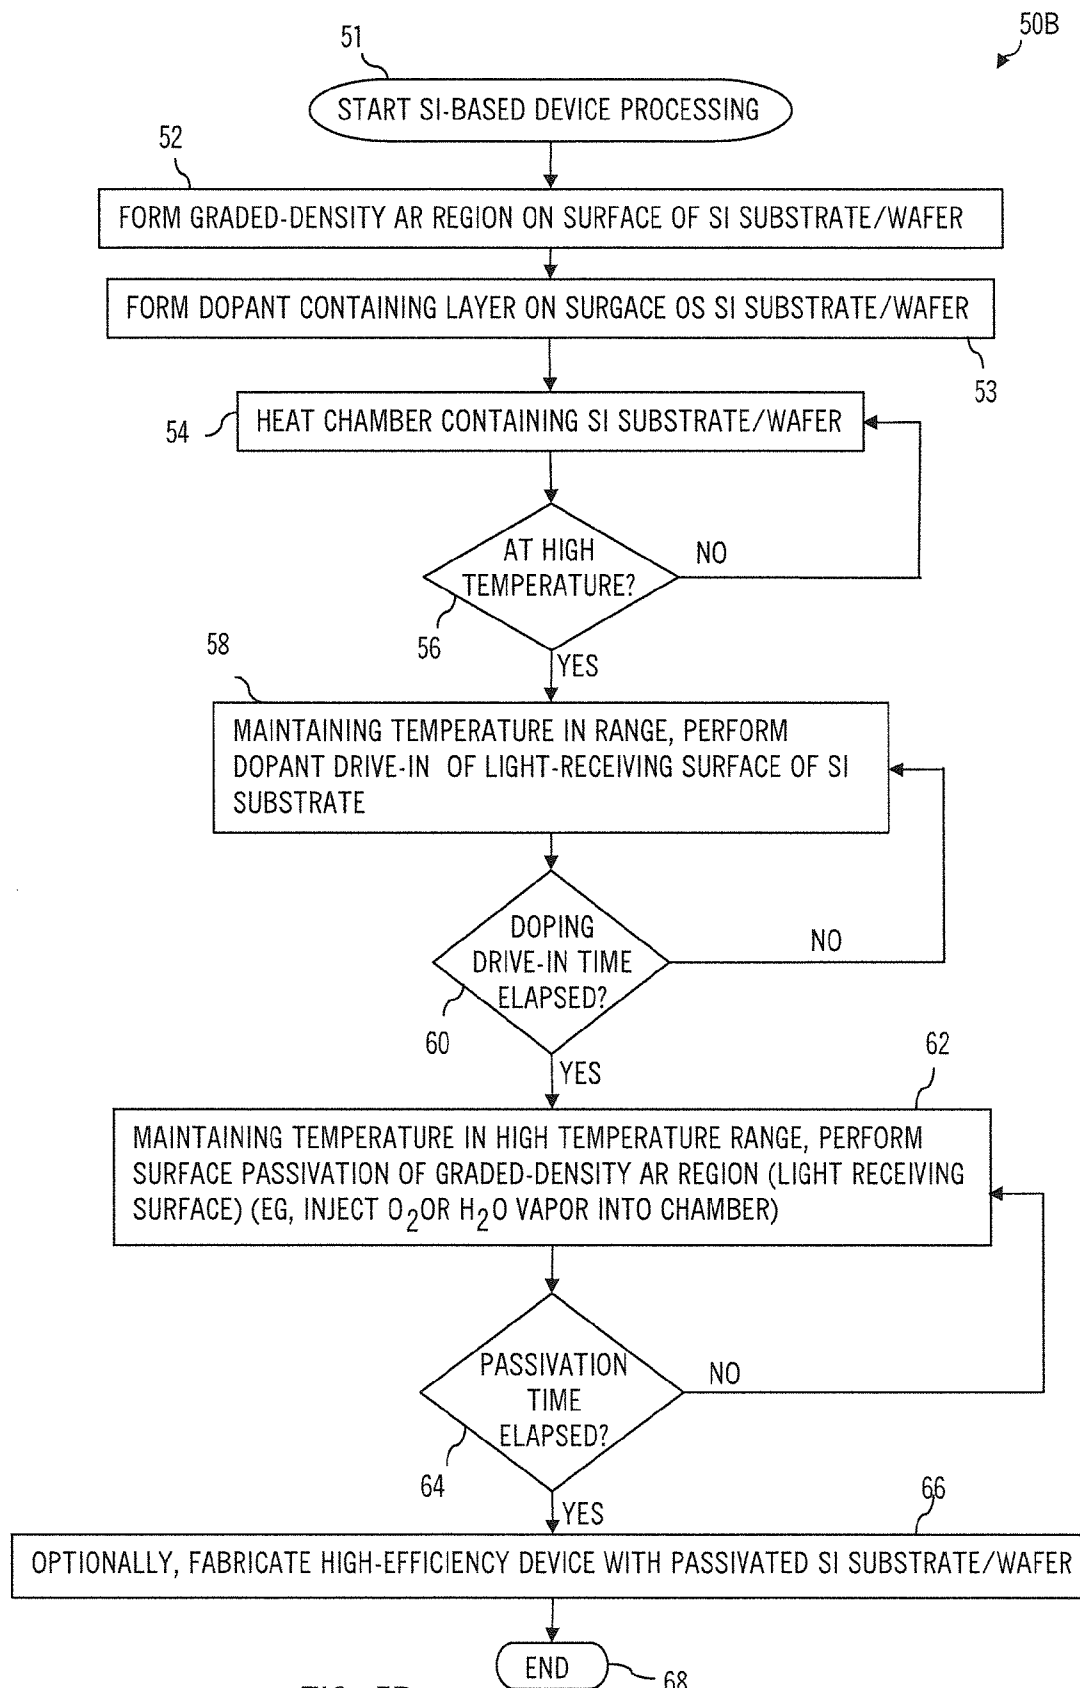 50B
51
START SI-BASED DEVICE PROCESSING
52
FORM GRADED-DENSITY AR REGION ON SURFACE OF SI SUBSTRATE/WAFER
FORM DOPANT CONTAINING LAYER ON SURGACE OS SI SUBSTRATE/WAFER
53
54
HEAT CHAMBER CONTAINING SI SUBSTRATE/WAFER
AT HIGH
TEMPERATURE?
NO
56
YES
58
MAINTAINING TEMPERATURE IN RANGE, PERFORM
DOPANT DRIVE-IN OF LIGHT-RECEIVING SURFACE OF SI
SUBSTRATE
DOPING
DRIVE-IN TIME
ELAPSED?
NO
60
YES
62
MAINTAINING TEMPERATURE IN HIGH TEMPERATURE RANGE, PERFORM
SURFACE PASSIVATION OF GRADED-DENSITY AR REGION (LIGHT RECEIVING
SURFACE) (EG, INJECT O2OR H2O VAPOR INTO CHAMBER)
PASSIVATION
TIME
ELAPSED?
NO
64
YES
66
OPTIONALLY, FABRICATE HIGH-EFFICIENCY DEVICE WITH PASSIVATED SI SUBSTRATE/WAFER
END
68